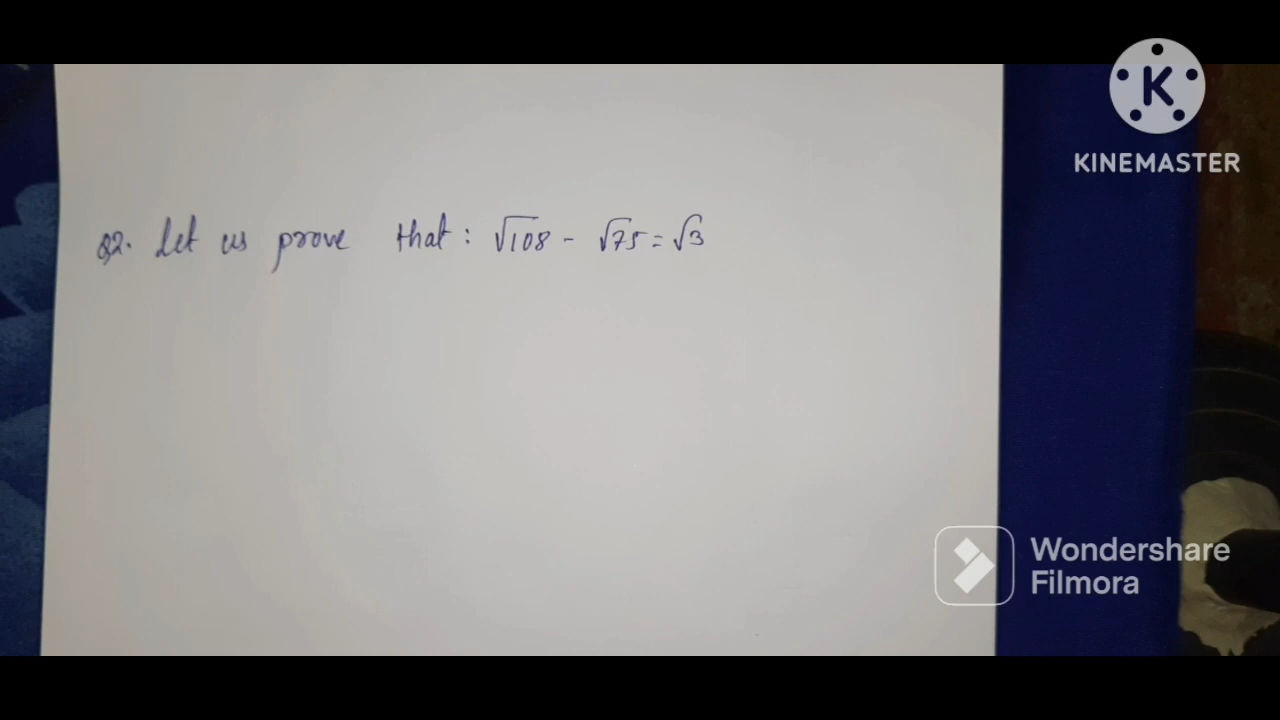 KINEMASTER
Q2. Let us prove that : √108 - √75 = √3
Wondershare
Filmora